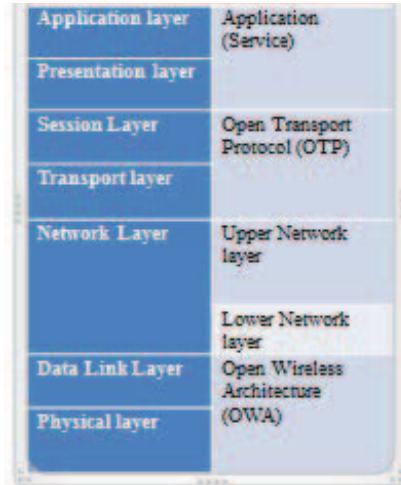 Application layer
Application
(Service)
Presentation layer
Session Layer
Open Transport
Protocol (OTP)
Transport layer
Network Layer
Upper Network
layer
Lower Network
layer
Data Link Layer
Open Wireless
Architecture
(OWA)
Physical layer